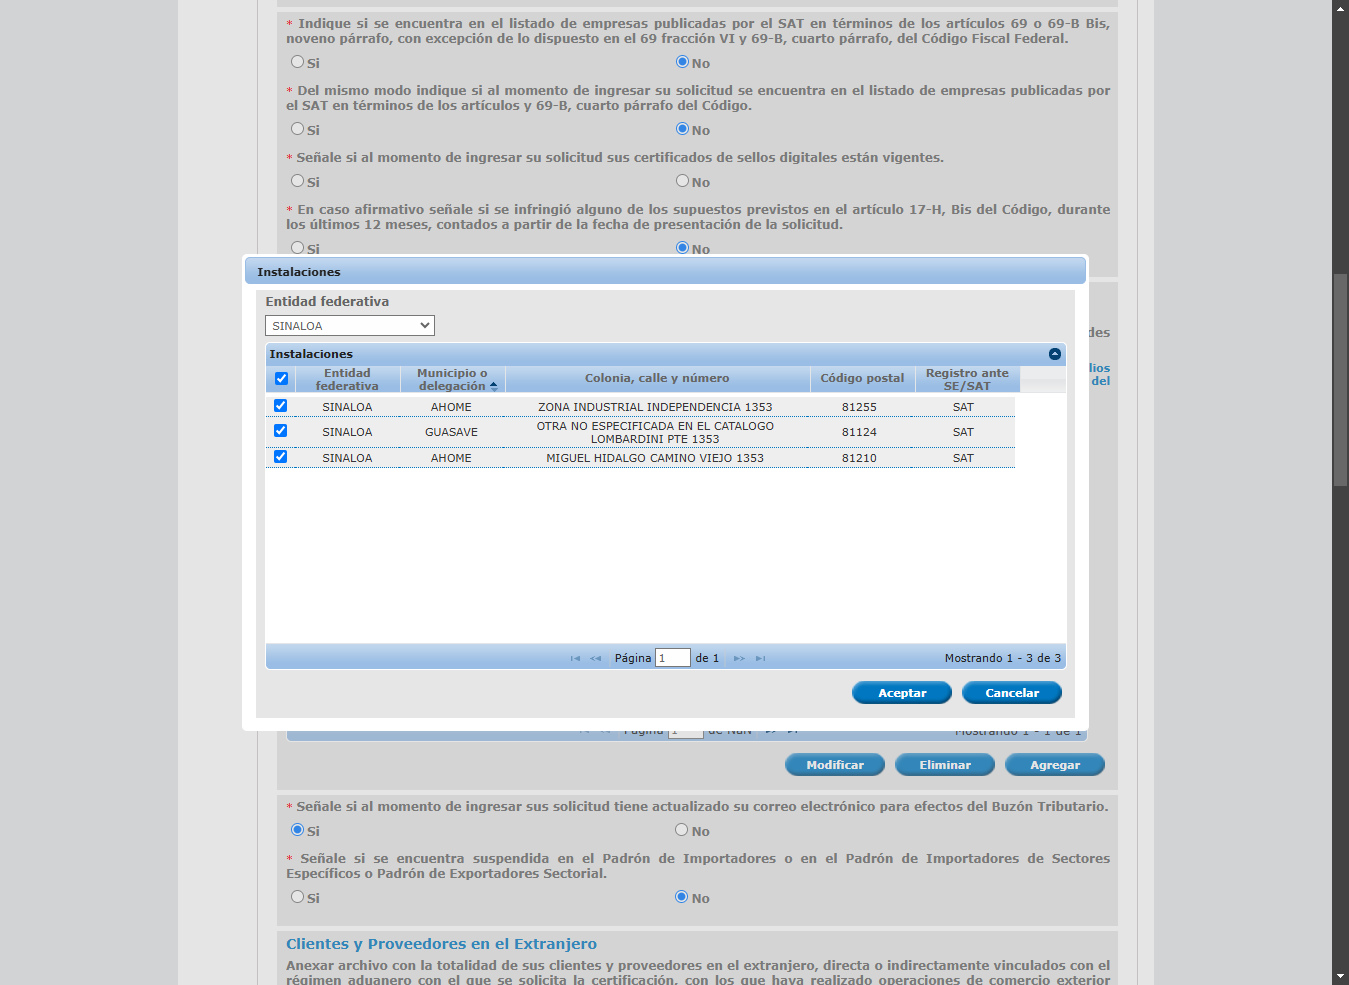 * Indique si se encuentra en el listado de empresas publicadas por el SAT en términos de los artículos 69 o 69-B Bis,
noveno párrafo, con excepción de lo dispuesto en el 69 fracción VI y 69-B, cuarto párrafo, del Código Fiscal Federal.
Si No
* Del mismo modo indique si al momento de ingresar su solicitud se encuentra en el listado de empresas publicadas por
el SAT en términos de los artículos y 69-B, cuarto párrafo del Código.
Si No
* Señale si al momento de ingresar su solicitud sus certificados de sellos digitales están vigentes.
Si No
* En caso afirmativo señale si se infringió alguno de los supuestos previstos en el artículo 17-H, Bis del Código, durante
los últimos 12 meses, contados a partir de la fecha de presentación de la solicitud.
Si No
Instalaciones
Entidad federativa
SINALOA
des
lios
del
Instalaciones
Entidad federativa Municipio o delegación Colonia, calle y número Código postal Registro ante SE/SAT
SINALOA AHOME ZONA INDUSTRIAL INDEPENDENCIA 1353 81255 SAT
SINALOA GUASAVE OTRA NO ESPECIFICADA EN EL CATALOGO LOMBARDINI PTE 1353 81124 SAT
SINALOA AHOME MIGUEL HIDALGO CAMINO VIEJO 1353 81210 SAT
Página 1 de 1 Mostrando 1 - 3 de 3
Aceptar Cancelar
Página 1 de NaN Mostrando 1 - 1 de 1
Modificar Eliminar Agregar
* Señale si al momento de ingresar sus solicitud tiene actualizado su correo electrónico para efectos del Buzón Tributario.
Si No
* Señale si se encuentra suspendida en el Padrón de Importadores o en el Padrón de Importadores de Sectores
Específicos o Padrón de Exportadores Sectorial.
Si No
Clientes y Proveedores en el Extranjero
Anexar archivo con la totalidad de sus clientes y proveedores en el extranjero, directa o indirectamente vinculados con el
régimen aduanero con el que se solicita la certificación, con los que haya realizado operaciones de comercio exterior